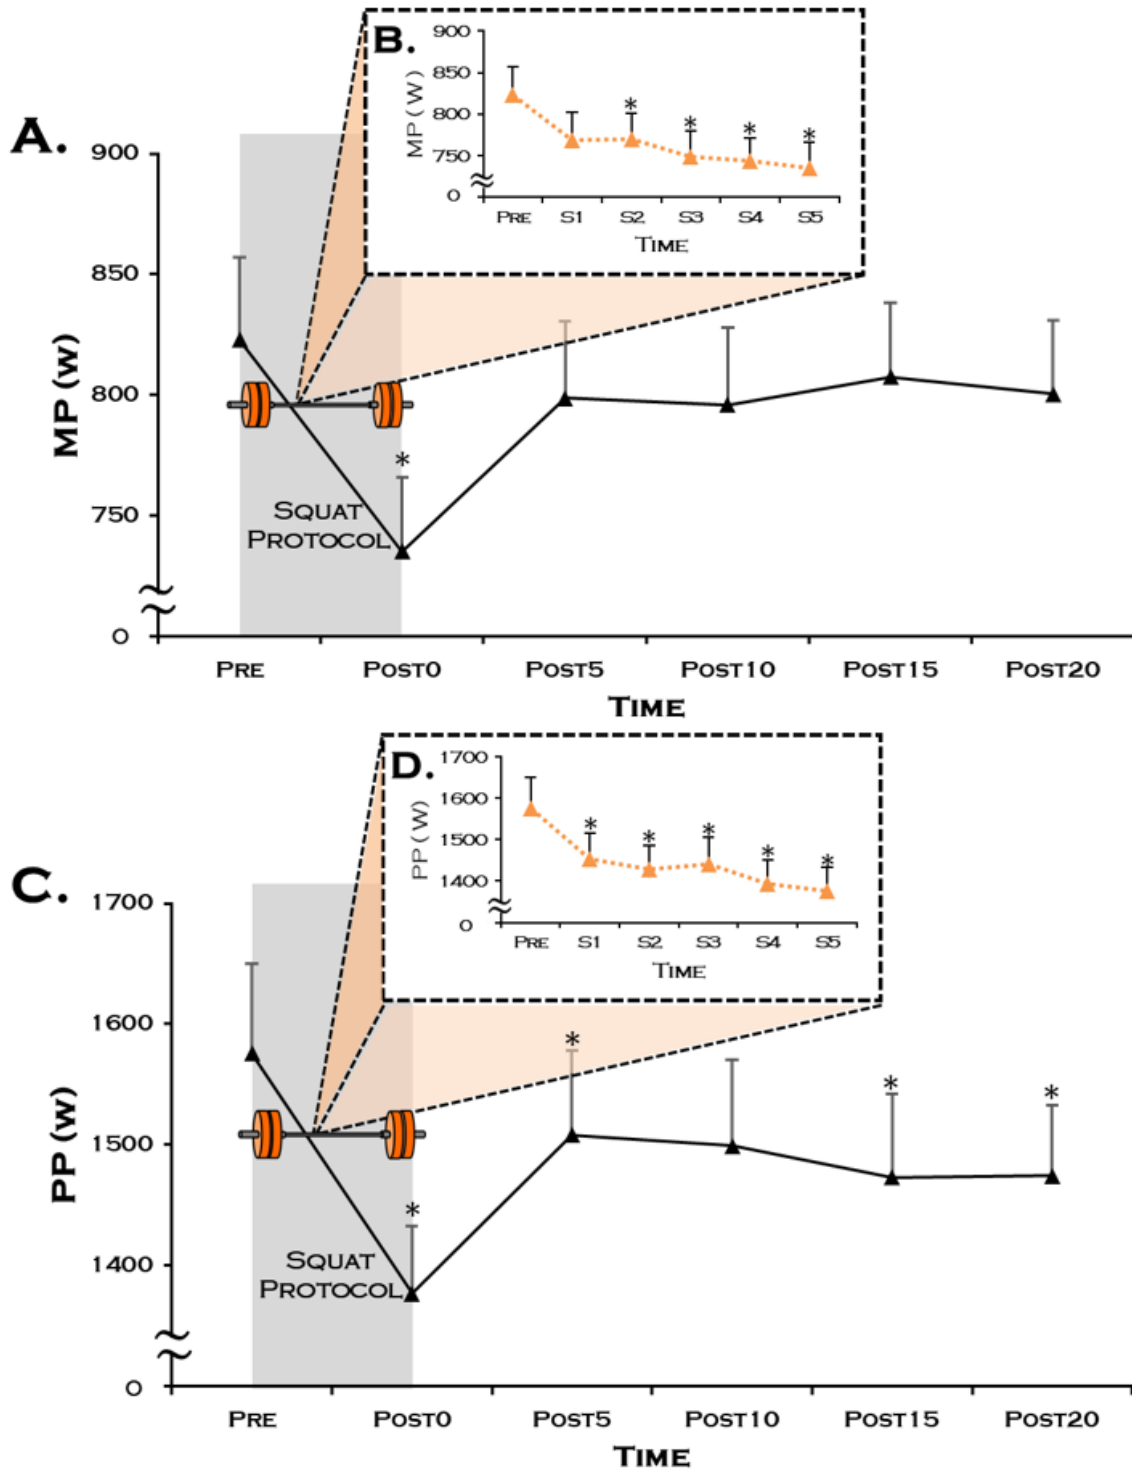 A.
MP (W)
900
850
800
750
0
*
SQUAT
PROTOCOL
PRE POST0 POST5 POST10 POST15 POST20
TIME
B.
MP (W)
900
850
800
750
0
* * * *
PRE S1 S2 S3 S4 S5
TIME
C.
PP (W)
1700
1600
1500
1400
0
* * * *
SQUAT
PROTOCOL
PRE POST0 POST5 POST10 POST15 POST20
TIME
D.
PP (W)
1700
1600
1500
1400
0
* * * * *
PRE S1 S2 S3 S4 S5
TIME